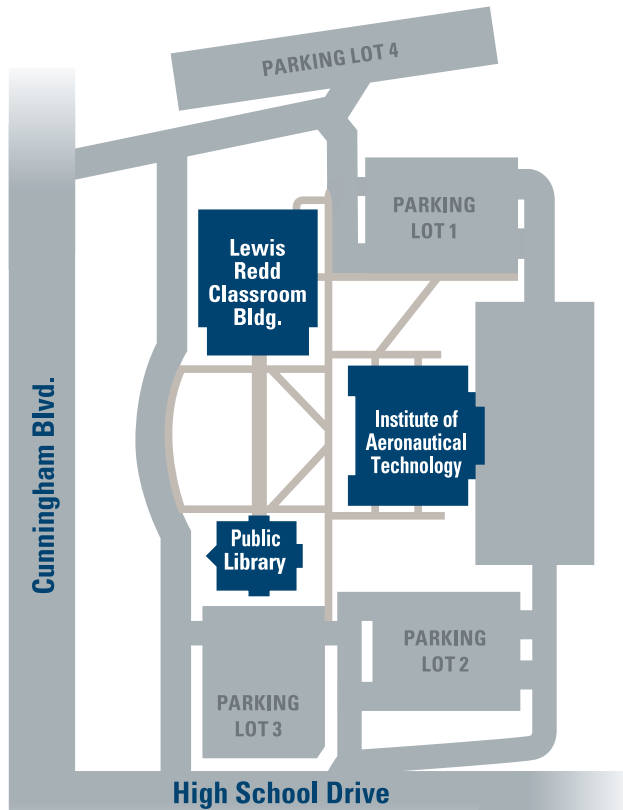 PARKING LOT 4
PARKING
LOT 1
Lewis
Redd
Classroom
Bldg.
Cunningham Blvd.
Institute of
Aeronautical
Technology
Public
Library
PARKING
LOT 2
PARKING
LOT 3
High School Drive